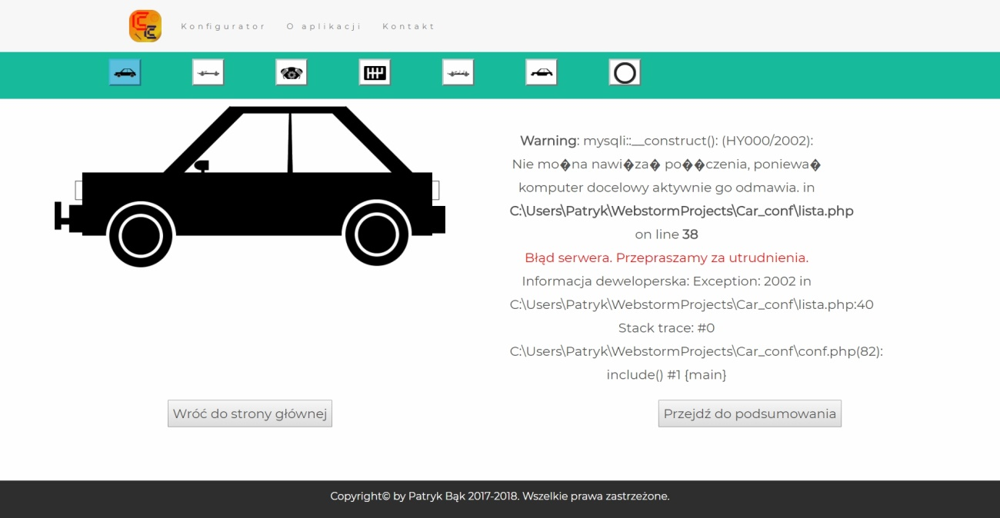 Konfigurator O aplikacji Kontakt
Warning: mysqli::__construct(): (HY000/2002):
Nie mo�na nawi�za� po��czenia, poniewa�
komputer docelowy aktywnie go odmawia. in
C:\Users\Patryk\WebstormProjects\Car_conf\lista.php
on line 38
Błąd serwera. Przepraszamy za utrudnienia.
Informacja deweloperska: Exception: 2002 in
C:\Users\Patryk\WebstormProjects\Car_conf\lista.php:40
Stack trace: #0
C:\Users\Patryk\WebstormProjects\Car_conf\conf.php(82):
include() #1 {main}
Wróć do strony głównej
Przejdź do podsumowania
Copyright© by Patryk Bąk 2017-2018. Wszelkie prawa zastrzeżone.